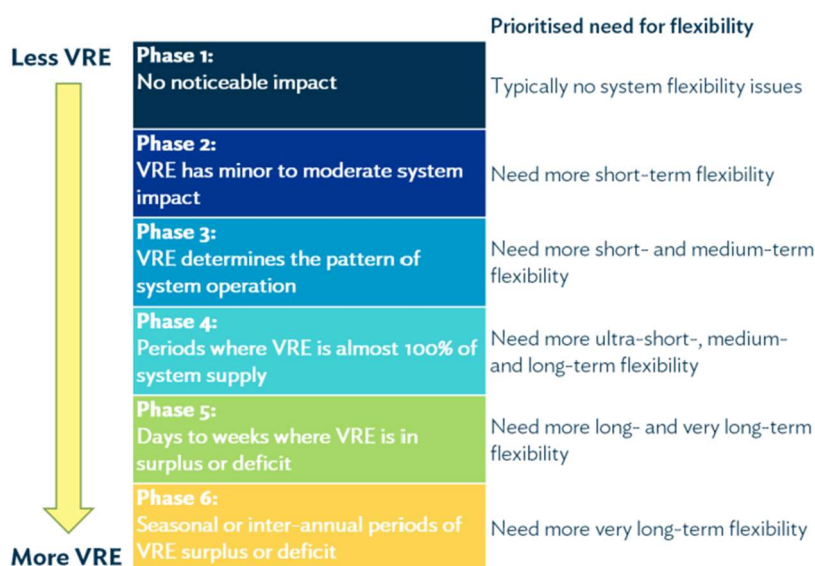 Prioritised need for flexibility
Less VRE
Phase 1:
No noticeable impact
Typically no system flexibility issues
Phase 2:
VRE has minor to moderate system
impact
Need more short-term flexibility
Phase 3:
VRE determines the pattern of
system operation
Need more short- and medium-term
flexibility
Phase 4:
Periods where VRE is almost 100% of
system supply
Need more ultra-short-, medium-
and long-term flexibility
Phase 5:
Days to weeks where VRE is in
surplus or deficit
Need more long- and very long-term
flexibility
Phase 6:
Seasonal or inter-annual periods of
VRE surplus or deficit
Need more very long-term flexibility
More VRE